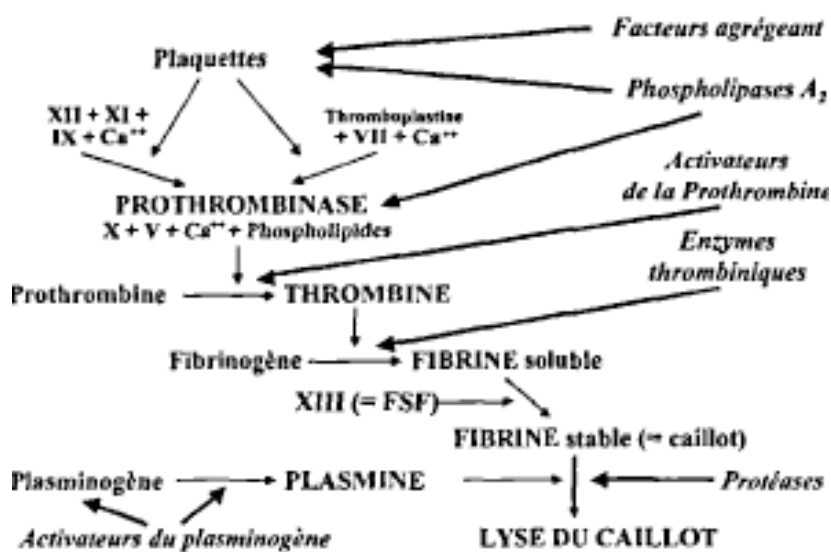 Facteurs agrégeant
Plaquettes
Phospholipases A₂
XII + XI +
IX + Ca⁺⁺
Thromboplastine
+ VII + Ca⁺⁺
Activateurs
de la Prothrombine
PROTHROMBINASE
X + V + Ca⁺⁺ + Phospholipides
Enzymes
thrombiniques
Prothrombine
THROMBINE
Fibrinogène
FIBRINE soluble
XIII (= FSF)
FIBRINE stable (= caillot)
Plasminogène
PLASMINE
Protéases
Activateurs du plasminogène
LYSE DU CAILLOT